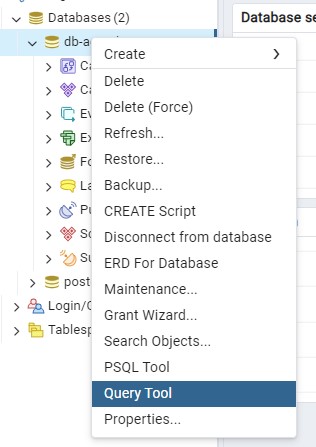 Databases (2)
Database se
Create
Delete
Delete (Force)
Refresh...
Restore...
Backup...
CREATE Script
Disconnect from database
ERD For Database
Maintenance...
Grant Wizard...
Search Objects...
PSQL Tool
Query Tool
Properties...
db-a
Ca
Ca
Ev
Ex
Fo
La
Pu
Sc
Su
post
Login/G
Tablesp